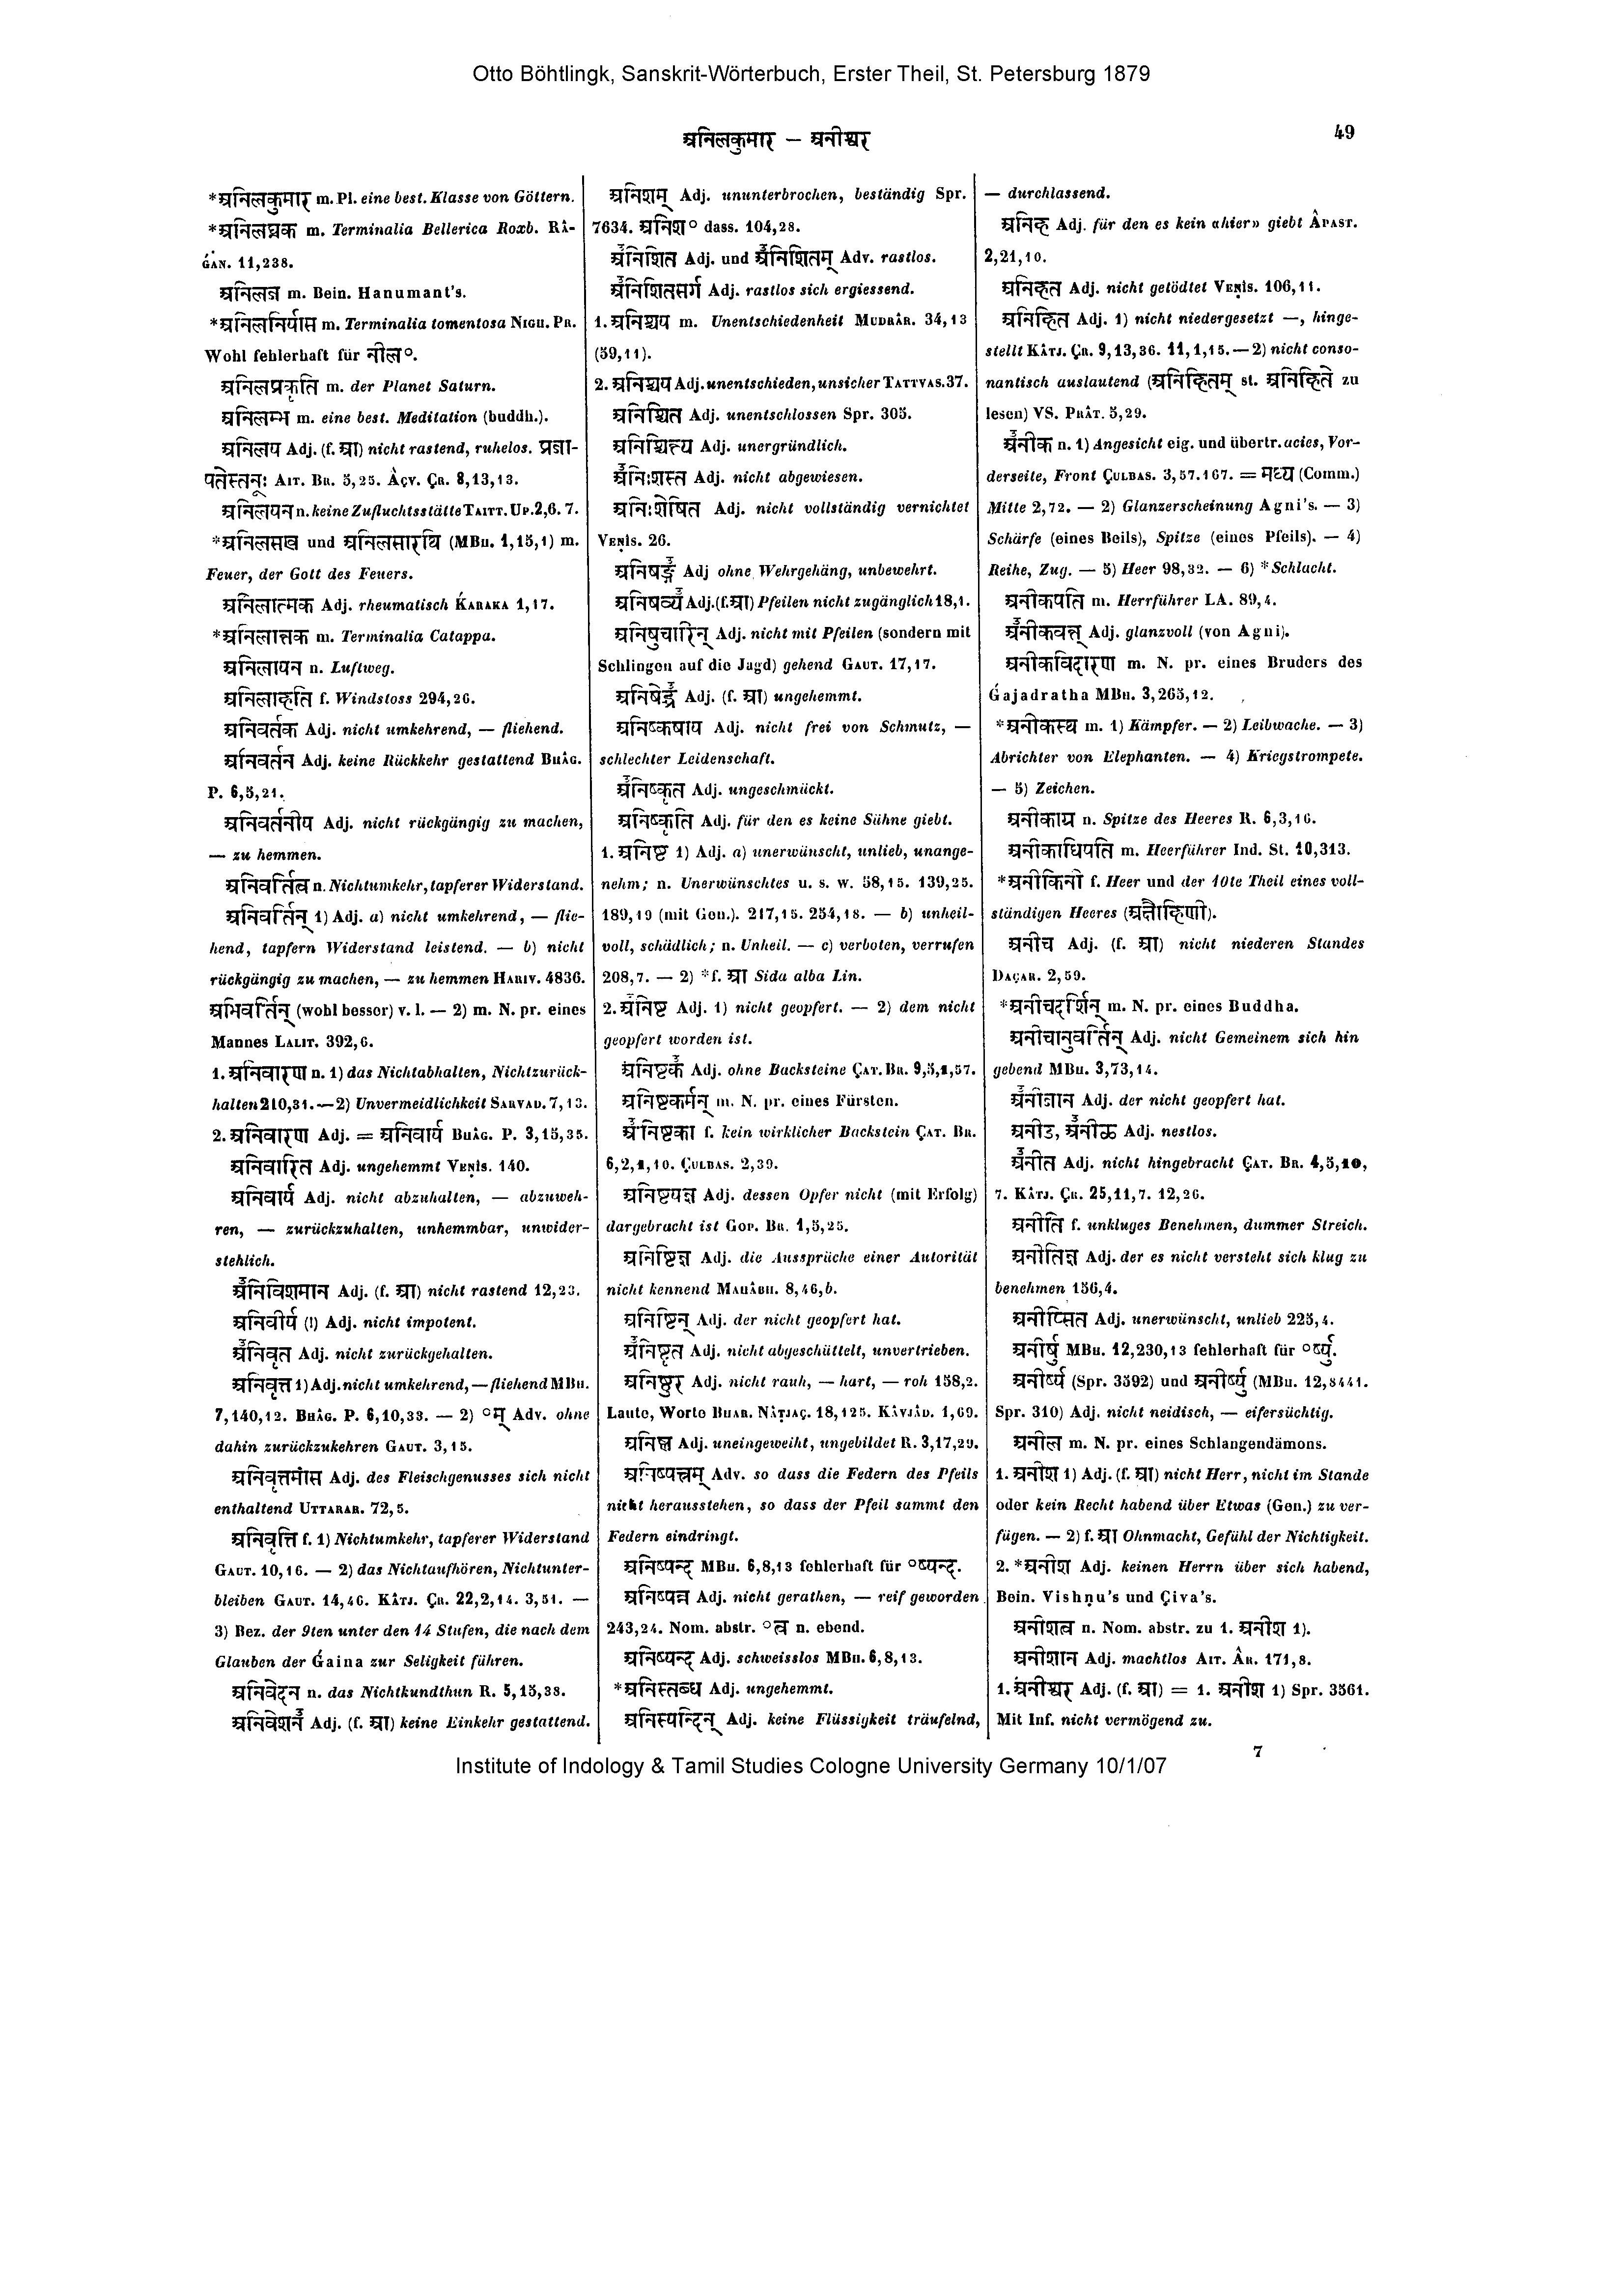 Otto Böhtlingk, Sanskrit-Wörterbuch, Erster Theil, St. Petersburg 1879
अनिलकुमार — अनीश्वर
49
*अनिलकुमार m. Pl. eine best. Klasse von Göttern.
*अनिलघ्नक m. Terminalia Bellerica Roxb. Râ-
ǴAN. 11,238.
अनिलज m. Bein. Hanumant's.
*अनिलनिर्यास m. Terminalia tomentosa Nigh. Pr.
Wohl fehlerhaft für नील°.
अनिलप्रकृति m. der Planet Saturn.
अनिलम्भ m. eine best. Meditation (buddh.).
अनिलय Adj. (f. आ) nicht rastend, ruhelos. प्रजा-
पतेस्तनूः Ait. Br. 5,25. Âçv. Çr. 8,13,13.
अनिलयन n. keine Zufluchtsstätte Taitt. Up. 2,6. 7.
*अनिलसख und अनिलसारथि (MBh. 1,15,1) m.
Feuer, der Gott des Feuers.
अनिलात्मक Adj. rheumatisch Karaka 1,17.
*अनिलान्तक m. Terminalia Catappa.
अनिलायन n. Luftweg.
अनिलाहति f. Windstoss 294,26.
अनिवर्तक Adj. nicht umkehrend, — fliehend.
अनिवर्तन Adj. keine Rückkehr gestattend Bhâg.
P. 6,5,21.
अनिवर्तनीय Adj. nicht rückgängig zu machen,
— zu hemmen.
अनिवर्तित्व n. Nichtumkehr, tapferer Widerstand.
अनिवर्तिन् 1) Adj. a) nicht umkehrend, — flie-
hend, tapfern Widerstand leistend. — b) nicht
rückgängig zu machen, — zu hemmen Hariv. 4836.
अभिवर्तिन् (wohl besser) v. l. — 2) m. N. pr. eines
Mannes Lalit. 392,6.
1. अनिवारण n. 1) das Nichtabhalten, Nichtzurück-
halten 210,31. — 2) Unvermeidlichkeit Sarvad. 7,13.
2. अनिवारण Adj. = अनिवार्य Bhâg. P. 3,15,35.
अनिवारित Adj. ungehemmt Veṇîs. 140.
अनिवार्य Adj. nicht abzuhalten, — abzuweh-
ren, — zurückzuhalten, unhemmbar, unwider-
stehlich.
अ॑निविशमान Adj. (f. आ) nicht rastend 12,23.
अनिवीर्य (!) Adj. nicht impotent.
अ॑निवृत Adj. nicht zurückgehalten.
अनिवृत्त 1) Adj. nicht umkehrend, — fliehend MBh.
7,140,12. Bhâg. P. 6,10,33. — 2) °म् Adv. ohne
dahin zurückzukehren Gaut. 3,15.
अनिवृत्तमांस Adj. des Fleischgenusses sich nicht
enthaltend Uttarar. 72,5.
अनिवृत्ति f. 1) Nichtumkehr, tapferer Widerstand
Gaut. 10,16. — 2) das Nichtaufhören, Nichtunter-
bleiben Gaut. 14,46. Kâtj. Çr. 22,2,14. 3,51. —
3) Bez. der 9ten unter den 14 Stufen, die nach dem
Glauben der Ǵaina zur Seligkeit führen.
अनिवेदन n. das Nichtkundthun R. 5,15,38.
अनिवेशन॑ Adj. (f. आ) keine Einkehr gestattend.
अनिशम् Adj. ununterbrochen, beständig Spr.
7634. अनिश° dass. 104,28.
अ॑निशित Adj. und अ॑निशितम् Adv. rastlos.
अ॑निशितसर्ग Adj. rastlos sich ergiessend.
1. अनिश्चय m. Unentschiedenheit Mudrâr. 34,13
(59,11).
2. अनिश्चय Adj. unentschieden, unsicher Tattvas. 37.
अनिश्चित Adj. unentschlossen Spr. 305.
अनिश्चित्य Adj. unergründlich.
अ॑निःशस्त Adj. nicht abgewiesen.
अनिःशेषित Adj. nicht vollständig vernichtet
Veṇîs. 26.
अनिषङ्ग॑ Adj ohne Wehrgehäng, unbewehrt.
अनिषव्य॑ Adj. (f. आ) Pfeilen nicht zugänglich 18,1.
अनिषुचारिन् Adj. nicht mit Pfeilen (sondern mit
Schlingen auf die Jagd) gehend Gaut. 17,17.
अनिषेद्ध्र॑ Adj. (f. आ) ungehemmt.
अनिष्कषाय Adj. nicht frei von Schmutz, —
schlechter Leidenschaft.
अ॑निष्कृत Adj. ungeschmückt.
अनिष्कृति Adj. für den es keine Sühne giebt.
1. अनिष्ट 1) Adj. a) unerwünscht, unlieb, unange-
nehm; n. Unerwünschtes u. s. w. 58,15. 139,25.
189,19 (mit Gen.). 217,15. 254,18. — b) unheil-
voll, schädlich; n. Unheil. — c) verboten, verrufen
208,7. — 2) *f. आ Sida alba Lin.
2. अ॑निष्ट Adj. 1) nicht geopfert. — 2) dem nicht
geopfert worden ist.
अनिष्टक॑ Adj. ohne Backsteine Çat. Br. 9,5,1,57.
अनिष्टकर्मन् m. N. pr. eines Fürsten.
अ॑निष्टका f. kein wirklicher Backstein Çat. Br.
6,2,1,10. Çulbas. 2,39.
अनिष्टयज्ञ Adj. dessen Opfer nicht (mit Erfolg)
dargebracht ist Gop. Br. 1,5,25.
अनिष्टिज्ञ Adj. die Aussprüche einer Autorität
nicht kennend Mahâbh. 8,46,b.
अनिष्टिन् Adj. der nicht geopfert hat.
अ॑निष्टृत Adj. nicht abgeschüttelt, unvertrieben.
अनिष्ठुर Adj. nicht rauh, — hart, — roh 158,2.
Laute, Worte Bhar. Nâṭjaç. 18,125. Kâvjâd. 1,69.
अनिष्ण Adj. uneingeweiht, ungebildet R. 3,17,29.
अनिष्पत्त्रम् Adv. so dass die Federn des Pfeils
nicht herausstehen, so dass der Pfeil sammt den
Federn eindringt.
अनिष्पन्द MBh. 6,8,13 fehlerhaft für °ष्यन्द.
अनिष्पन्न Adj. nicht gerathen, — reif geworden
243,24. Nom. abstr. °त्व n. ebend.
अनिष्यन्द Adj. schweisslos MBh. 6,8,13.
*अनिस्तब्ध Adj. ungehemmt.
अनिस्यन्दिन् Adj. keine Flüssigkeit träufelnd,
— durchlassend.
अनिह Adj. für den es kein «hier» giebt Âpast.
2,21,10.
अनिहत Adj. nicht getödtet Veṇîs. 106,11.
अनिहित Adj. 1) nicht niedergesetzt —, hinge-
stellt Kâtj. Çr. 9,13,36. 11,1,15. — 2) nicht conso-
nantisch auslautend (अनिहितम् st. अनिहिते zu
lesen) VS. Prât. 5,29.
अ॑नीक n. 1) Angesicht eig. und übertr. acies, Vor-
derseite, Front Çulbas. 3,57.167. = मध्य (Comm.)
Mitte 2,72. — 2) Glanzerscheinung Agni's. — 3)
Schärfe (eines Beils), Spitze (eines Pfeils). — 4)
Reihe, Zug. — 5) Heer 98,32. — 6) *Schlacht.
अनीकपति m. Herrführer LA. 89,4.
अ॑नीकवत्त् Adj. glanzvoll (von Agni).
अनीकविदारण m. N. pr. eines Bruders des
Ǵajadratha MBh. 3,265,12.
*अनीकस्थ m. 1) Kämpfer. — 2) Leibwache. — 3)
Abrichter von Elephanten. — 4) Kriegstrompete.
— 5) Zeichen.
अनीकाग्र n. Spitze des Heeres R. 6,3,16.
अनीकाधिपति m. Heerführer Ind. St. 10,313.
*अनीकिनी f. Heer und der 10te Theil eines voll-
ständigen Heeres (अक्षौहिणी).
अनीच Adj. (f. आ) nicht niederen Standes
Daçar. 2,59.
*अनीचदर्शिन् m. N. pr. eines Buddha.
अनीचानुवर्तिन् Adj. nicht Gemeinem sich hin
gebend MBh. 3,73,14.
अ॑नीजान Adj. der nicht geopfert hat.
अनीड, अ॑नीळ Adj. nestlos.
अ॑नीत Adj. nicht hingebracht Çat. Br. 4,5,10,
7. Kâtj. Çr. 25,11,7. 12,26.
अनीति f. unkluges Benehmen, dummer Streich.
अनीतिज्ञ Adj. der es nicht versteht sich klug zu
benehmen 156,4.
अनीप्सित Adj. unerwünscht, unlieb 225,4.
अनीर्षु MBh. 12,230,13 fehlerhaft für °र्ष्यु.
अनीर्ष्य (Spr. 3592) und अनीर्ष्यु (MBh. 12,8441.
Spr. 310) Adj. nicht neidisch, — eifersüchtig.
अनील m. N. pr. eines Schlangendämons.
1. अनीश 1) Adj. (f. आ) nicht Herr, nicht im Stande
oder kein Recht habend über Etwas (Gen.) zu ver-
fügen. — 2) f. आ Ohnmacht, Gefühl der Nichtigkeit.
2. *अनीश Adj. keinen Herrn über sich habend,
Bein. Vishṇu's und Çiva's.
अनीशत्व n. Nom. abstr. zu 1. अनीश 1).
अनीशान Adj. machtlos Ait. Âr. 171,8.
1. अनीश्वर Adj. (f. आ) = 1. अनीश 1) Spr. 3561.
Mit Inf. nicht vermögend zu.
7
Institute of Indology & Tamil Studies Cologne University Germany 10/1/07